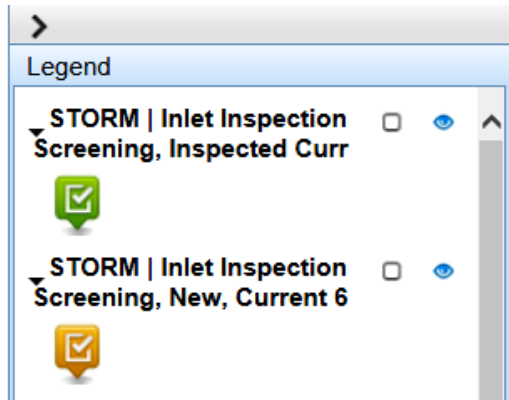 Legend
STORM | Inlet Inspection
Screening, Inspected Curr
STORM | Inlet Inspection
Screening, New, Current 6